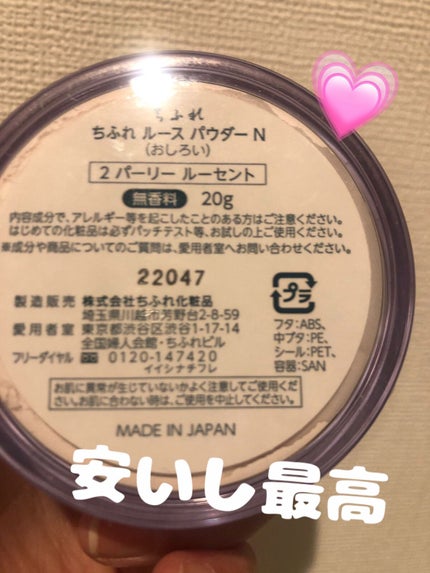 ちふれ
ちふれ ルース パウダー N
(おしろい)
2 パーリー ルーセント
無香料 20g
内容成分で、アレルギー等を起こしたことのある方はご注意ください。
はじめての化粧品は必ずパッチテスト等、お試しの上ご使用ください。
※成分や商品についてのご質問は、愛用者室へお問い合わせください。
22047
製造販売 株式会社ちふれ化粧品
埼玉県川越市芳野台2-8-59
愛用者室 東京都渋谷区渋谷1-17-14
全国婦人会館・ちふれビル
フリーダイヤル 0120-147420
イイシナチフレ
プラ
フタ:ABS、
中ブタ:PE、
シール:PET、
容器:SAN
お肌に異常が生じていないかよく注意してご使用くだ
さい。お肌に合わない時は、ご使用を中止してください。
MADE IN JAPAN
安いし最高